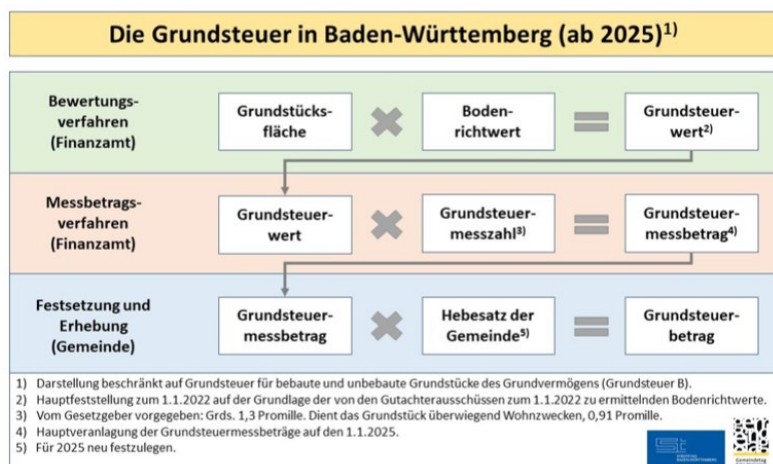 Die Grundsteuer in Baden-Württemberg (ab 2025)1)
Bewertungs-
verfahren
(Finanzamt)
Grundstücks-
fläche
Boden-
richtwert
Grundsteuer-
wert2)
Messbetrags-
verfahren
(Finanzamt)
Grundsteuer-
wert
Grundsteuer-
messzahl3)
Grundsteuer-
messbetrag4)
Festsetzung und
Erhebung
(Gemeinde)
Grundsteuer-
messbetrag
Hebesatz der
Gemeinde5)
Grundsteuer-
betrag
1) Darstellung beschränkt auf Grundsteuer für bebaute und unbebaute Grundstücke des Grundvermögens (Grundsteuer B).
2) Hauptfeststellung zum 1.1.2022 auf der Grundlage der von den Gutachterausschüssen zum 1.1.2022 zu ermittelnden Bodenrichtwerte.
3) Vom Gesetzgeber vorgegeben: Grds. 1,3 Promille. Dient das Grundstück überwiegend Wohnzwecken, 0,91 Promille.
4) Hauptveranlagung der Grundsteuermessbeträge auf den 1.1.2025.
5) Für 2025 neu festzulegen.
Gemeindetag